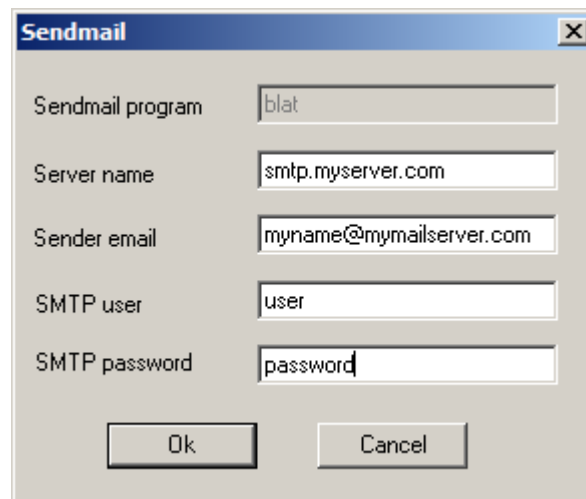 Sendmail
Sendmail program blat
Server name smtp.myserver.com
Sender email myname@mymailserver.com
SMTP user user
SMTP password password
Ok Cancel